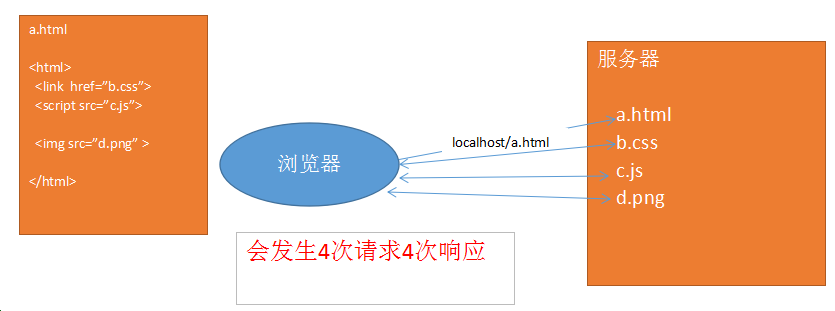 a.html
<html>
<link href="b.css">
<script src="c.js">
<img src="d.png" >
</html>
浏览器
localhost/a.html
会发生4次请求4次响应
服务器
a.html
b.css
c.js
d.png